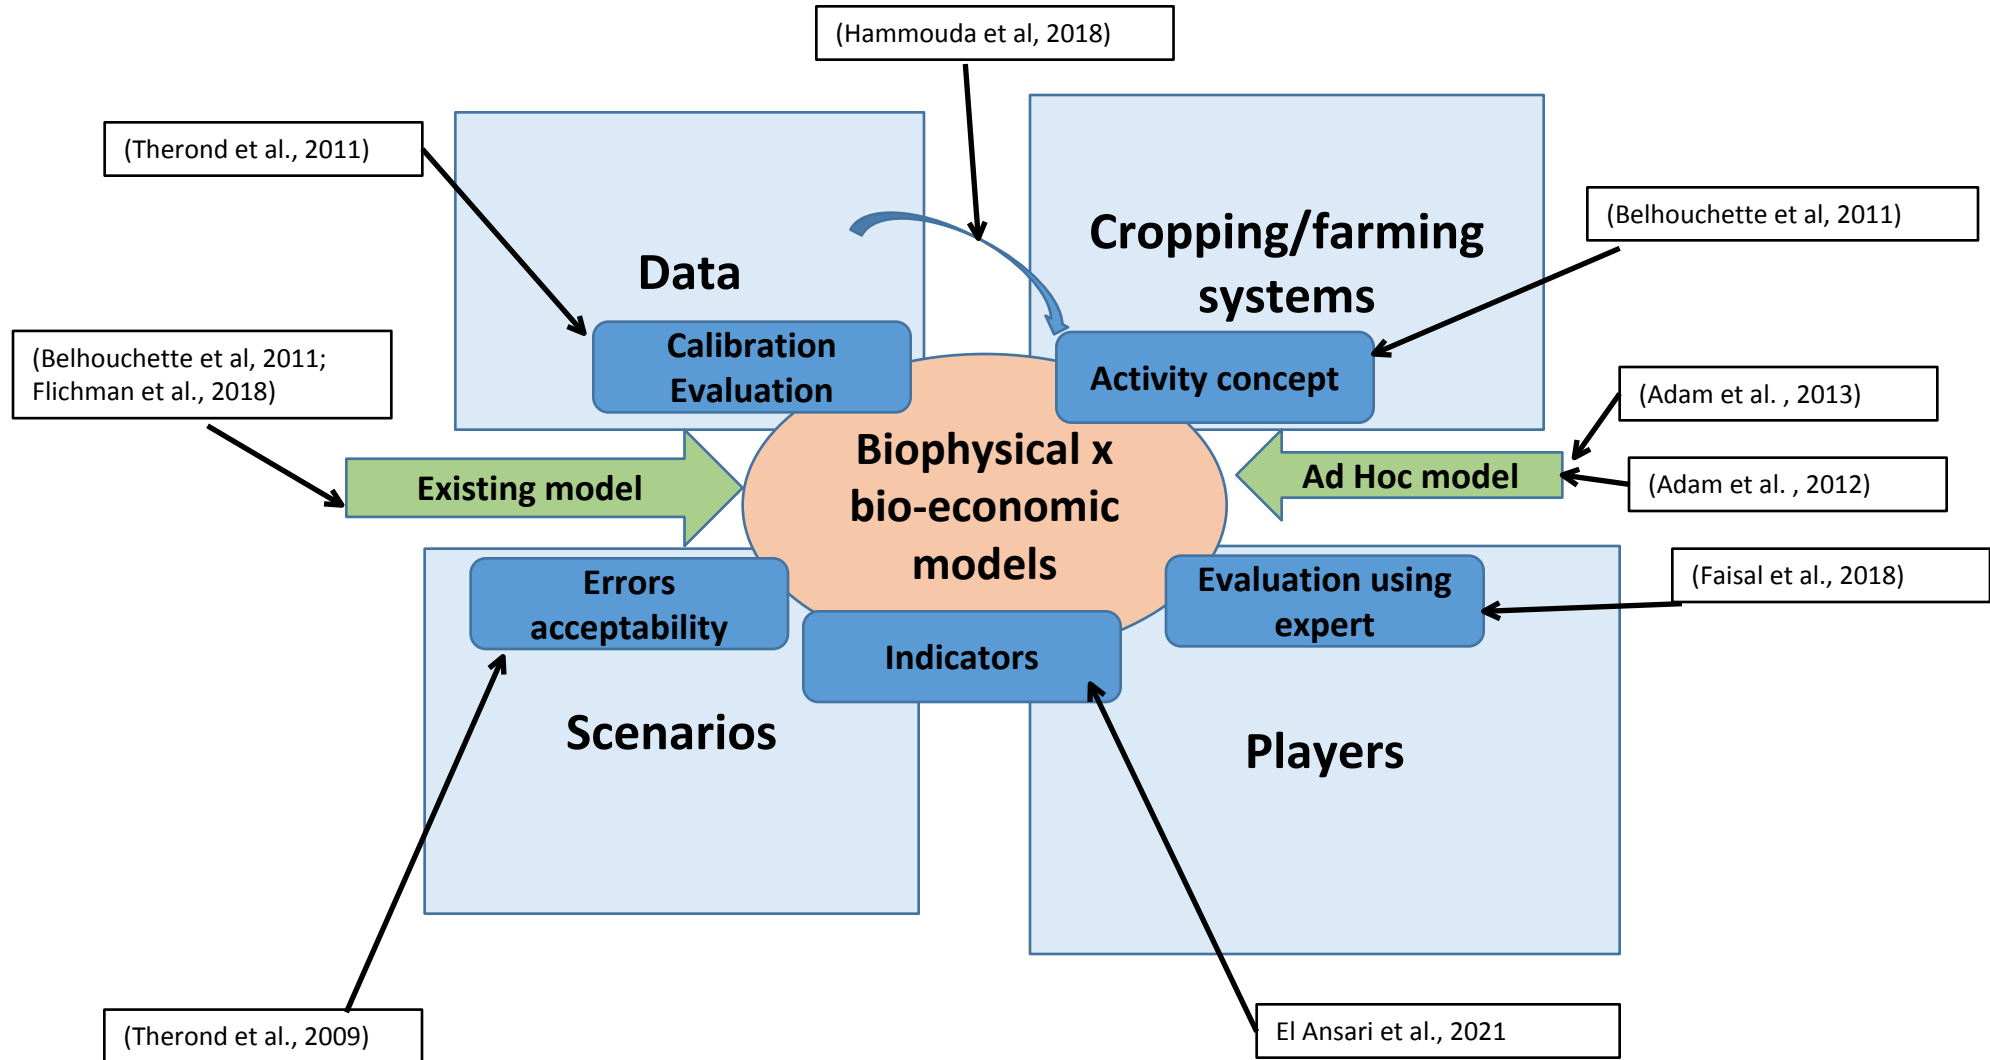 (Hammouda et al, 2018)
(Therond et al., 2011)
(Belhouchette et al, 2011)
Data
Cropping/farming
systems
Calibration
Evaluation
Activity concept
(Belhouchette et al, 2011;
Flichman et al., 2018)
(Adam et al. , 2013)
(Adam et al. , 2012)
Existing model
Biophysical x
bio-economic
models
Ad Hoc model
Errors
acceptability
Indicators
Evaluation using
expert
(Faisal et al., 2018)
Scenarios
Players
(Therond et al., 2009)
El Ansari et al., 2021